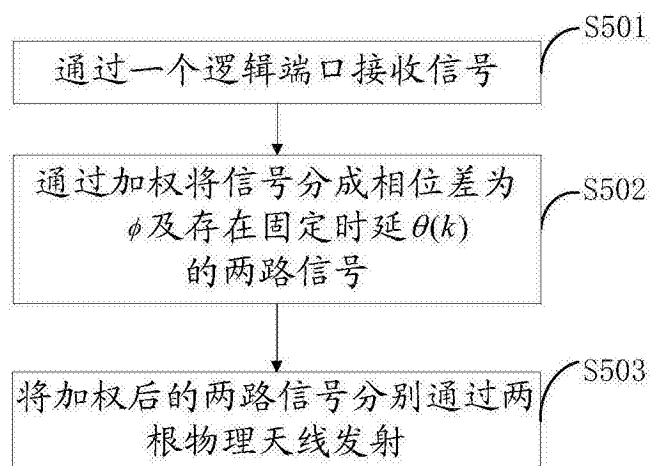 S501
通过一个逻辑端口接收信号
S502
通过加权将信号分成相位差为
ϕ及存在固定时延θ(k)
的两路信号
S503
将加权后的两路信号分别通过两
根物理天线发射